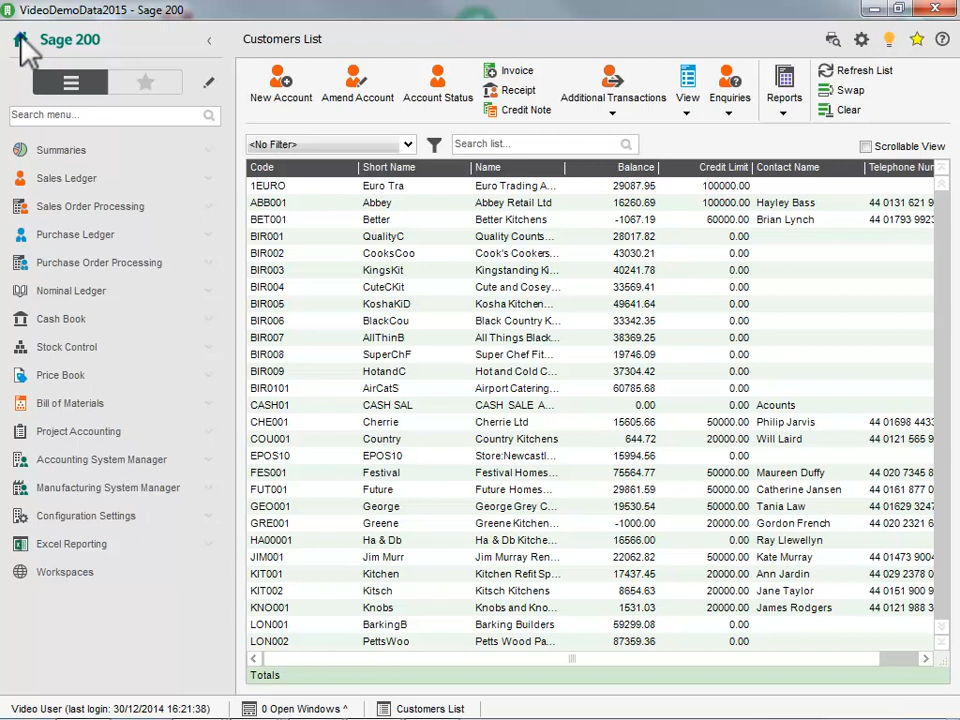 VideoDemoData2015 - Sage 200
Sage 200
Customers List
New Account
Amend Account
Account Status
Invoice
Receipt
Credit Note
Additional Transactions
View
Enquiries
Reports
Refresh List
Swap
Clear
Search menu...
<No Filter>
Search list...
Scrollable View
Summaries
Sales Ledger
Sales Order Processing
Purchase Ledger
Purchase Order Processing
Nominal Ledger
Cash Book
Stock Control
Price Book
Bill of Materials
Project Accounting
Accounting System Manager
Manufacturing System Manager
Configuration Settings
Excel Reporting
Workspaces
Code Short Name Name Balance Credit Limit Contact Name Telephone Nur
1EURO Euro Tra Euro Trading A... 29087.95 100000.00
ABB001 Abbey Abbey Retail Ltd 16260.69 100000.00 Hayley Bass 44 0131 621 9
BET001 Better Better Kitchens -1067.19 60000.00 Brian Lynch 44 01793 9923
BIR001 QualityC Quality Counts... 28017.82 0.00
BIR002 CooksCoo Cook's Cookers... 43030.21 0.00
BIR003 KingsKit Kingstanding Ki... 40241.78 0.00
BIR004 CuteCKit Cute and Cosey... 33569.41 0.00
BIR005 KoshaKiD Kosha Kitchen... 49641.64 0.00
BIR006 BlackCou Black Country K... 33342.35 0.00
BIR007 AllThinB All Things Black... 38369.25 0.00
BIR008 SuperChF Super Chef Fit... 19746.09 0.00
BIR009 HotandC Hot and Cold C... 37304.42 0.00
BIR0101 AirCatS Airport Catering... 60785.68 0.00
CASH01 CASH SAL CASH SALE A... 0.00 0.00 Acounts
CHE001 Cherrie Cherrie Ltd 15605.66 50000.00 Philip Jarvis 44 01698 4433
COU001 Country Country Kitchens 644.72 20000.00 Will Laird 44 0121 565 9
EPOS10 EPOS10 Store:Newcastl... 15994.56 0.00
FES001 Festival Festival Homes... 75564.77 50000.00 Maureen Duffy 44 020 7345 8
FUT001 Future Future Homes... 29861.59 50000.00 Catherine Jansen 44 020 2316 4
GEO001 George George Grey C... 19530.54 50000.00 Tania Law 44 01629 3247
GRE001 Greene Greene Kitchen... -1000.00 20000.00 Gordon French 44 020 2321 6
HA00001 Ha & Db Ha & Db Kitche... 16566.00 0.00 Ray Llewellyn
JIM001 Jim Murr Jim Murray Ren... 22062.82 50000.00 Kate Murray 44 01473 9004
KIT001 Kitchen Kitchen Refit Sp... 17437.45 20000.00 Ann Jardin 44 029 2378 0
KIT002 Kitsch Kitsch Kitchens 8654.63 20000.00 Jane Taylor 44 0151 900 9
KNO001 Knobs Knobs and Kno... 1531.03 20000.00 James Rodgers 44 0121 988 3
LON001 BarkingB Barking Builders 59299.08 0.00
LON002 PettsWoo Petts Wood Pa... 87359.36 0.00
Totals
Video User (last login: 30/12/2014 16:21:38)
0 Open Windows ^
Customers List